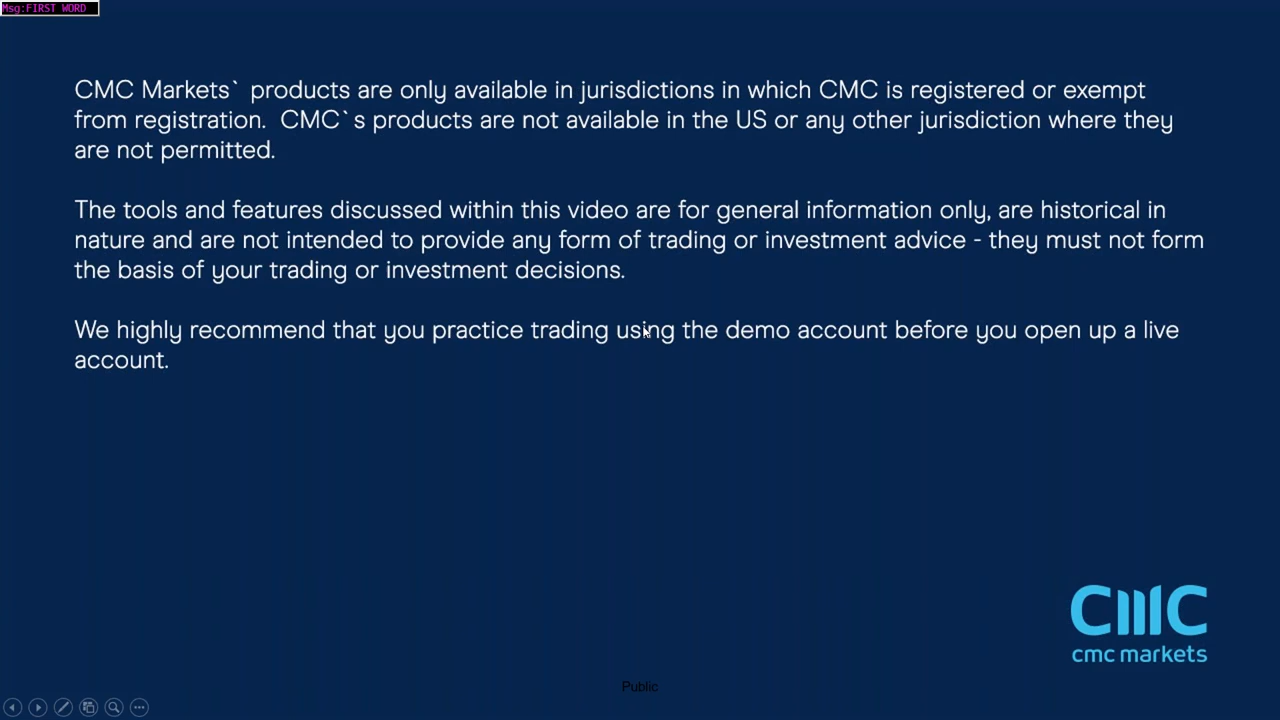 Msg:FIRST WORD
CMC Markets` products are only available in jurisdictions in which CMC is registered or exempt
from registration.  CMC`s products are not available in the US or any other jurisdiction where they
are not permitted.
The tools and features discussed within this video are for general information only, are historical in
nature and are not intended to provide any form of trading or investment advice - they must not form
the basis of your trading or investment decisions.
We highly recommend that you practice trading using the demo account before you open up a live
account.
CMC
cmc markets
Public